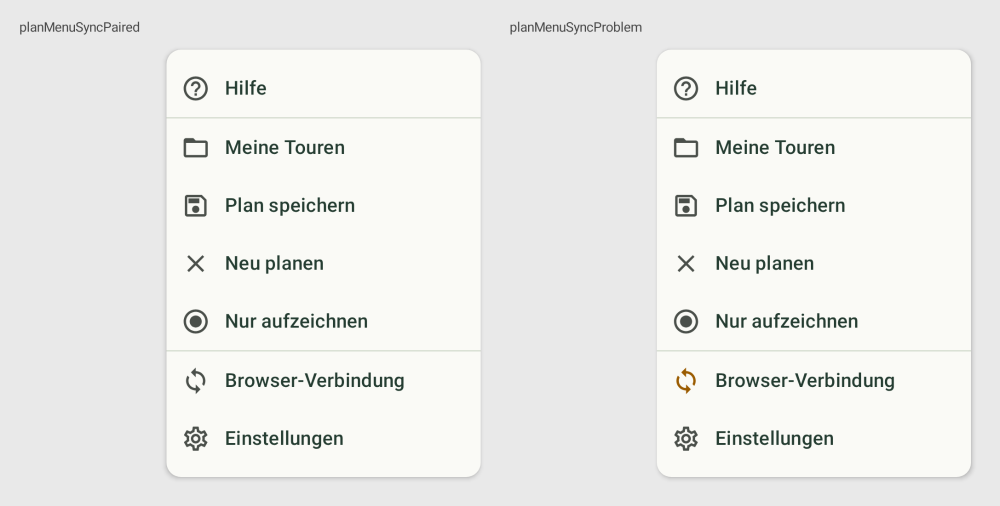 planMenuSyncPaired
Hilfe
Meine Touren
Plan speichern
Neu planen
Nur aufzeichnen
Browser-Verbindung
Einstellungen
planMenuSyncProblem
Hilfe
Meine Touren
Plan speichern
Neu planen
Nur aufzeichnen
Browser-Verbindung
Einstellungen